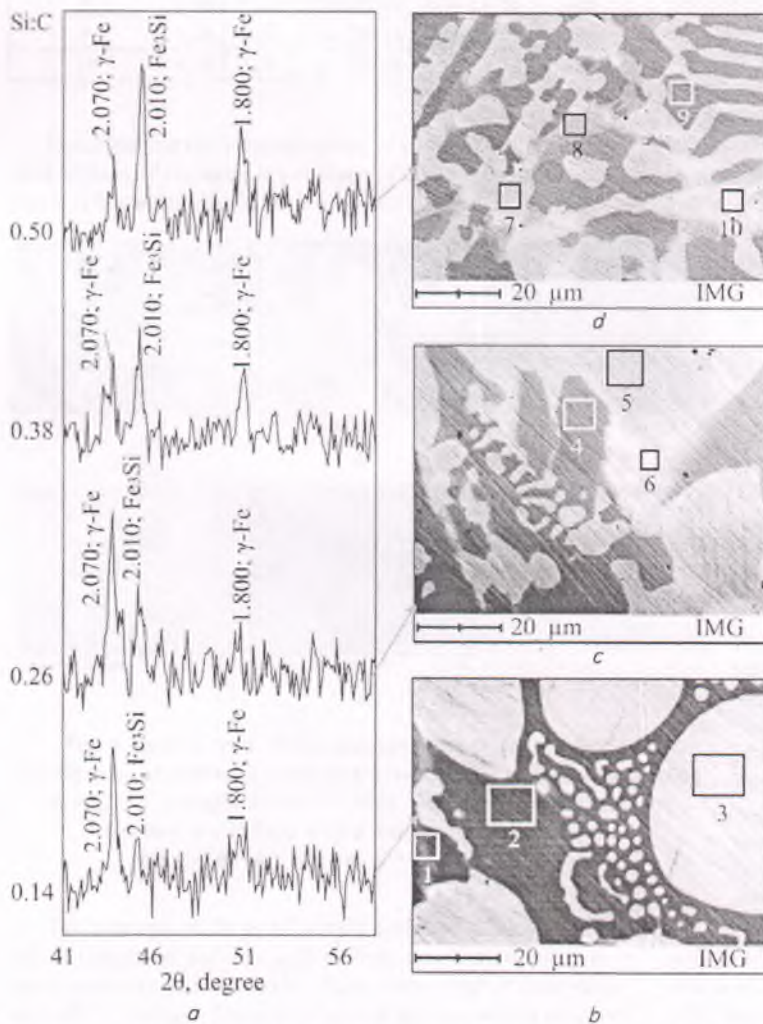 Si:C
2.070; γ-Fe
2.010; Fe₃Si
1.800; γ-Fe
0.50
2.070; γ-Fe
2.010; Fe₃Si
1.800; γ-Fe
0.38
2.070; γ-Fe
2.010; Fe₃Si
1.800; γ-Fe
0.26
2.070; γ-Fe
2.010; Fe₃Si
1.800; γ-Fe
0.14
41 46 51 56
2θ, degree
a
9
8
7
10
20 µm IMG
d
5
4
6
20 µm IMG
c
3
2
1
20 µm IMG
b